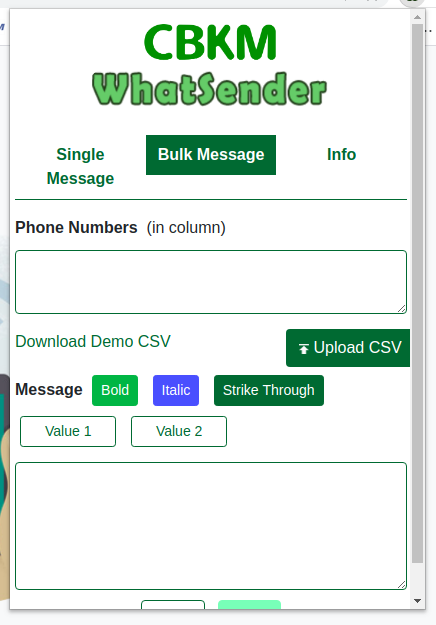 CBKM
WhatSender
Single Message
Bulk Message
Info
Phone Numbers (in column)
Download Demo CSV
Upload CSV
Message Bold Italic Strike Through
Value 1 Value 2